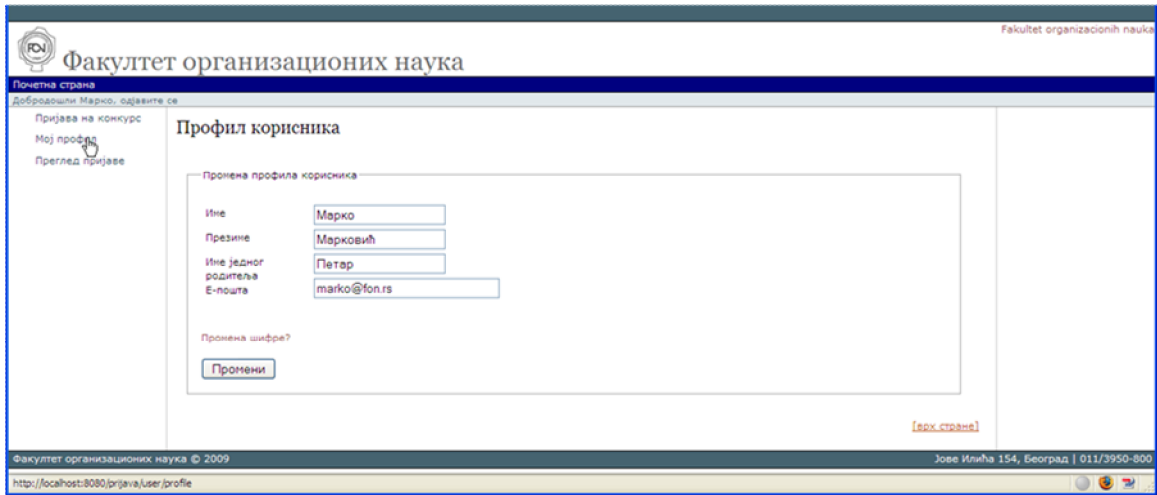 Fakultet organizacionih nauka
FON
Факултет организационих наука
Почетна страна
Добродошли Марко, одјавите се
Пријава на конкурс
Мој профил
Преглед пријаве
Профил корисника
Промена профила корисника
Име
Марко
Презиме
Марковић
Име једног
родитеља
Петар
Е-пошта
marko@fon.rs
Промена шифре?
Промени
[врх стране]
Факултет организационих наука © 2009
Јове Илића 154, Београд | 011/3950-800
http://localhost:8080/prijava/user/profile